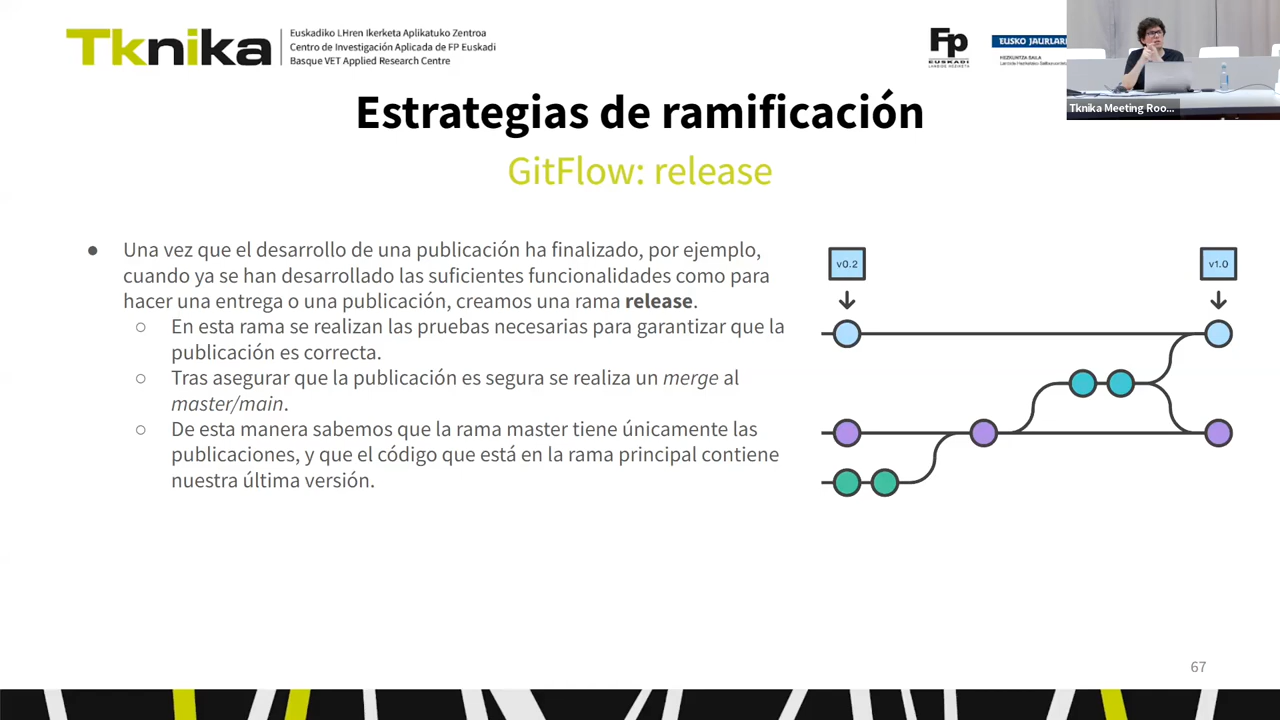 Tknika
Euskadiko LHren Ikerketa Aplikatuko Zentroa
Centro de Investigación Aplicada de FP Euskadi
Basque VET Applied Research Centre
Fp
EUSKADI
LANBIDE HEZIKETA
EUSKO JAURLARI
HEZKUNTZA SAILA
Tknika Meeting Roo...
Estrategias de ramificación
GitFlow: release
● Una vez que el desarrollo de una publicación ha finalizado, por ejemplo,
cuando ya se han desarrollado las suficientes funcionalidades como para
hacer una entrega o una publicación, creamos una rama release.
○ En esta rama se realizan las pruebas necesarias para garantizar que la
publicación es correcta.
○ Tras asegurar que la publicación es segura se realiza un merge al
master/main.
○ De esta manera sabemos que la rama master tiene únicamente las
publicaciones, y que el código que está en la rama principal contiene
nuestra última versión.
v0.2
v1.0
67